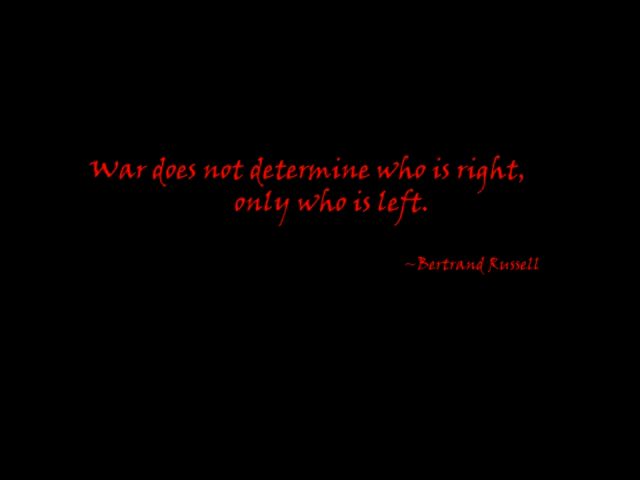 War does not determine who is right,
only who is left.
~Bertrand Russell